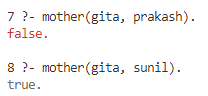 7 ?- mother(gita, prakash).
false.
8 ?- mother(gita, sunil).
true.